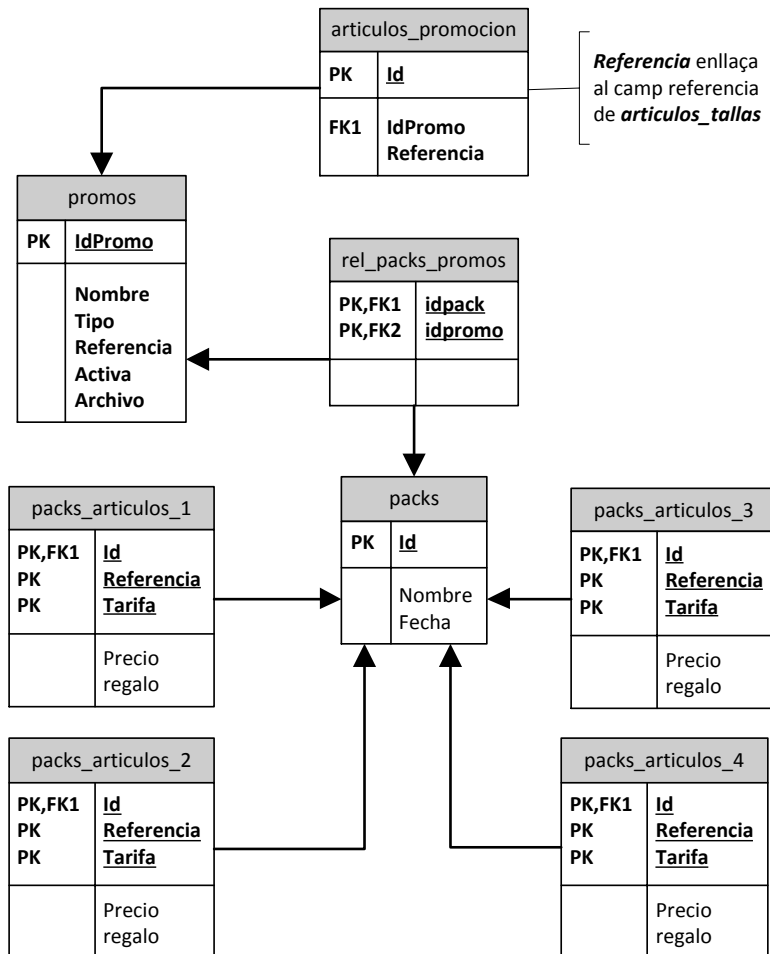 articulos_promocion
PK Id
FK1 IdPromo
Referencia
Referencia enllaça
al camp referencia
de articulos_tallas
promos
PK IdPromo
Nombre
Tipo
Referencia
Activa
Archivo
rel_packs_promos
PK,FK1 idpack
PK,FK2 idpromo
packs_articulos_1
PK,FK1 Id
PK Referencia
PK Tarifa
Precio
regalo
packs
PK Id
Nombre
Fecha
packs_articulos_3
PK,FK1 Id
PK Referencia
PK Tarifa
Precio
regalo
packs_articulos_2
PK,FK1 Id
PK Referencia
PK Tarifa
Precio
regalo
packs_articulos_4
PK,FK1 Id
PK Referencia
PK Tarifa
Precio
regalo